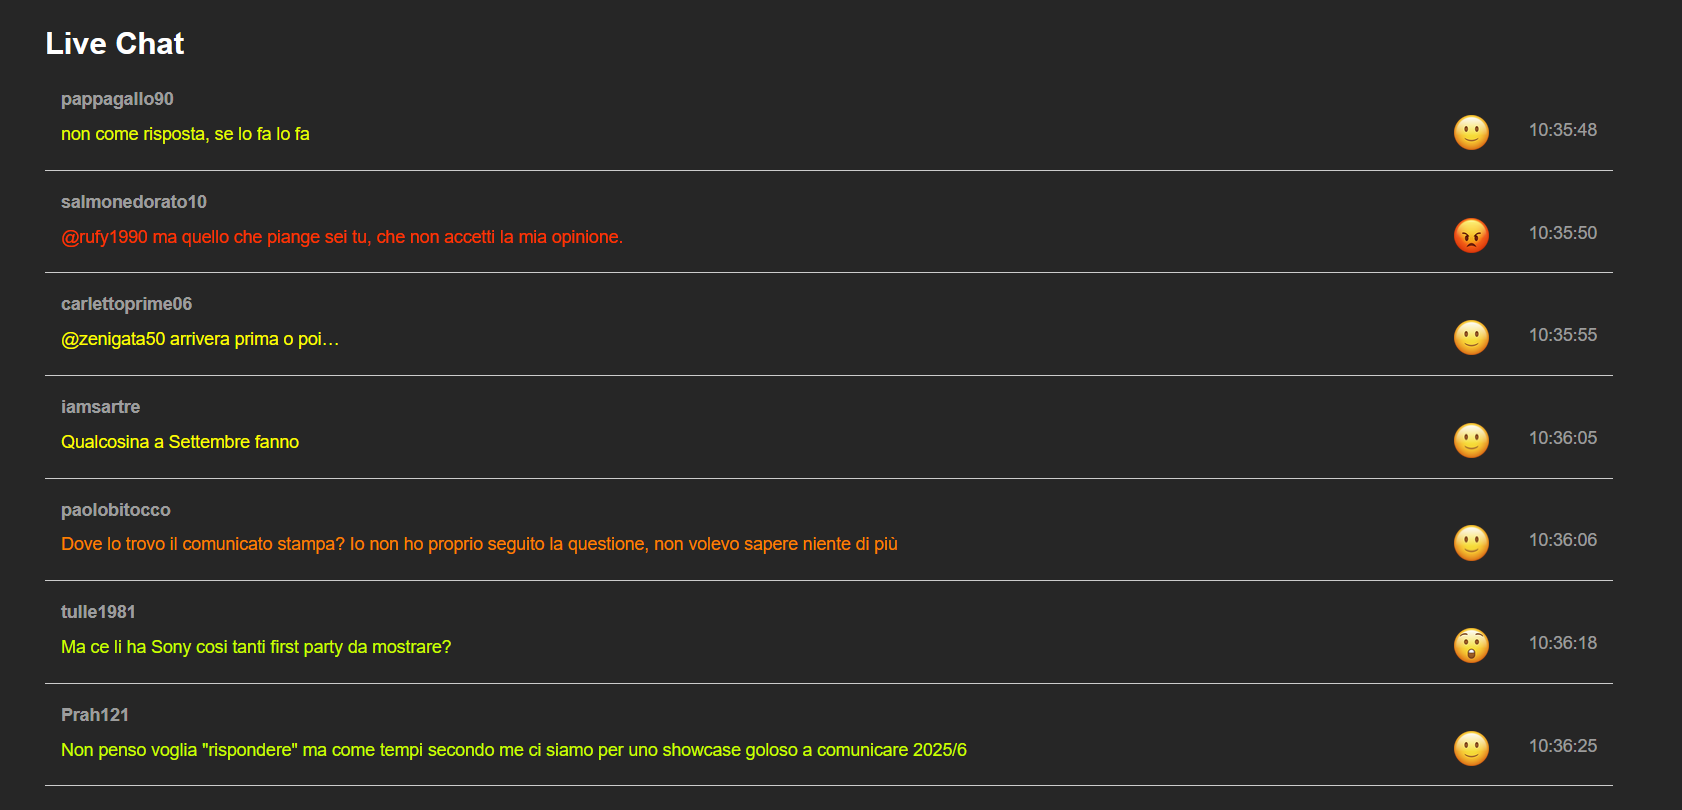 Live Chat
pappagallo90
non come risposta, se lo fa lo fa
10:35:48
salmonedorato10
@rufy1990 ma quello che piange sei tu, che non accetti la mia opinione.
10:35:50
carlettoprime06
@zenigata50 arrivera prima o poi…
10:35:55
iamsartre
Qualcosina a Settembre fanno
10:36:05
paolobitocco
Dove lo trovo il comunicato stampa? Io non ho proprio seguito la questione, non volevo sapere niente di più
10:36:06
tulle1981
Ma ce li ha Sony cosi tanti first party da mostrare?
10:36:18
Prah121
Non penso voglia "rispondere" ma come tempi secondo me ci siamo per uno showcase goloso a comunicare 2025/6
10:36:25